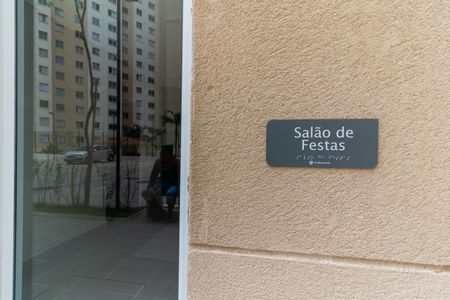 Salão de
Festas